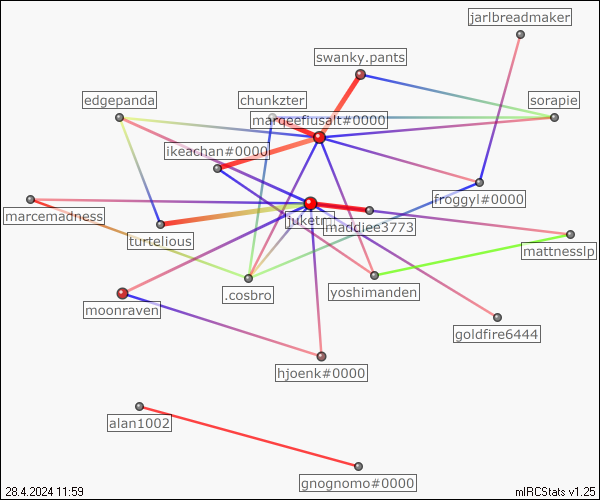 jarlbreadmaker
swanky.pants
edgepanda
chunkzter
sorapie
marqeefiusalt#0000
ikeachan#0000
froggyl#0000
marcemadness
maddiee3773
turtelious
mattnesslp
.cosbro
yoshimanden
moonraven
goldfire6444
hjoenk#0000
alan1002
gnognomo#0000
28.4.2024 11:59
mIRCStats v1.25